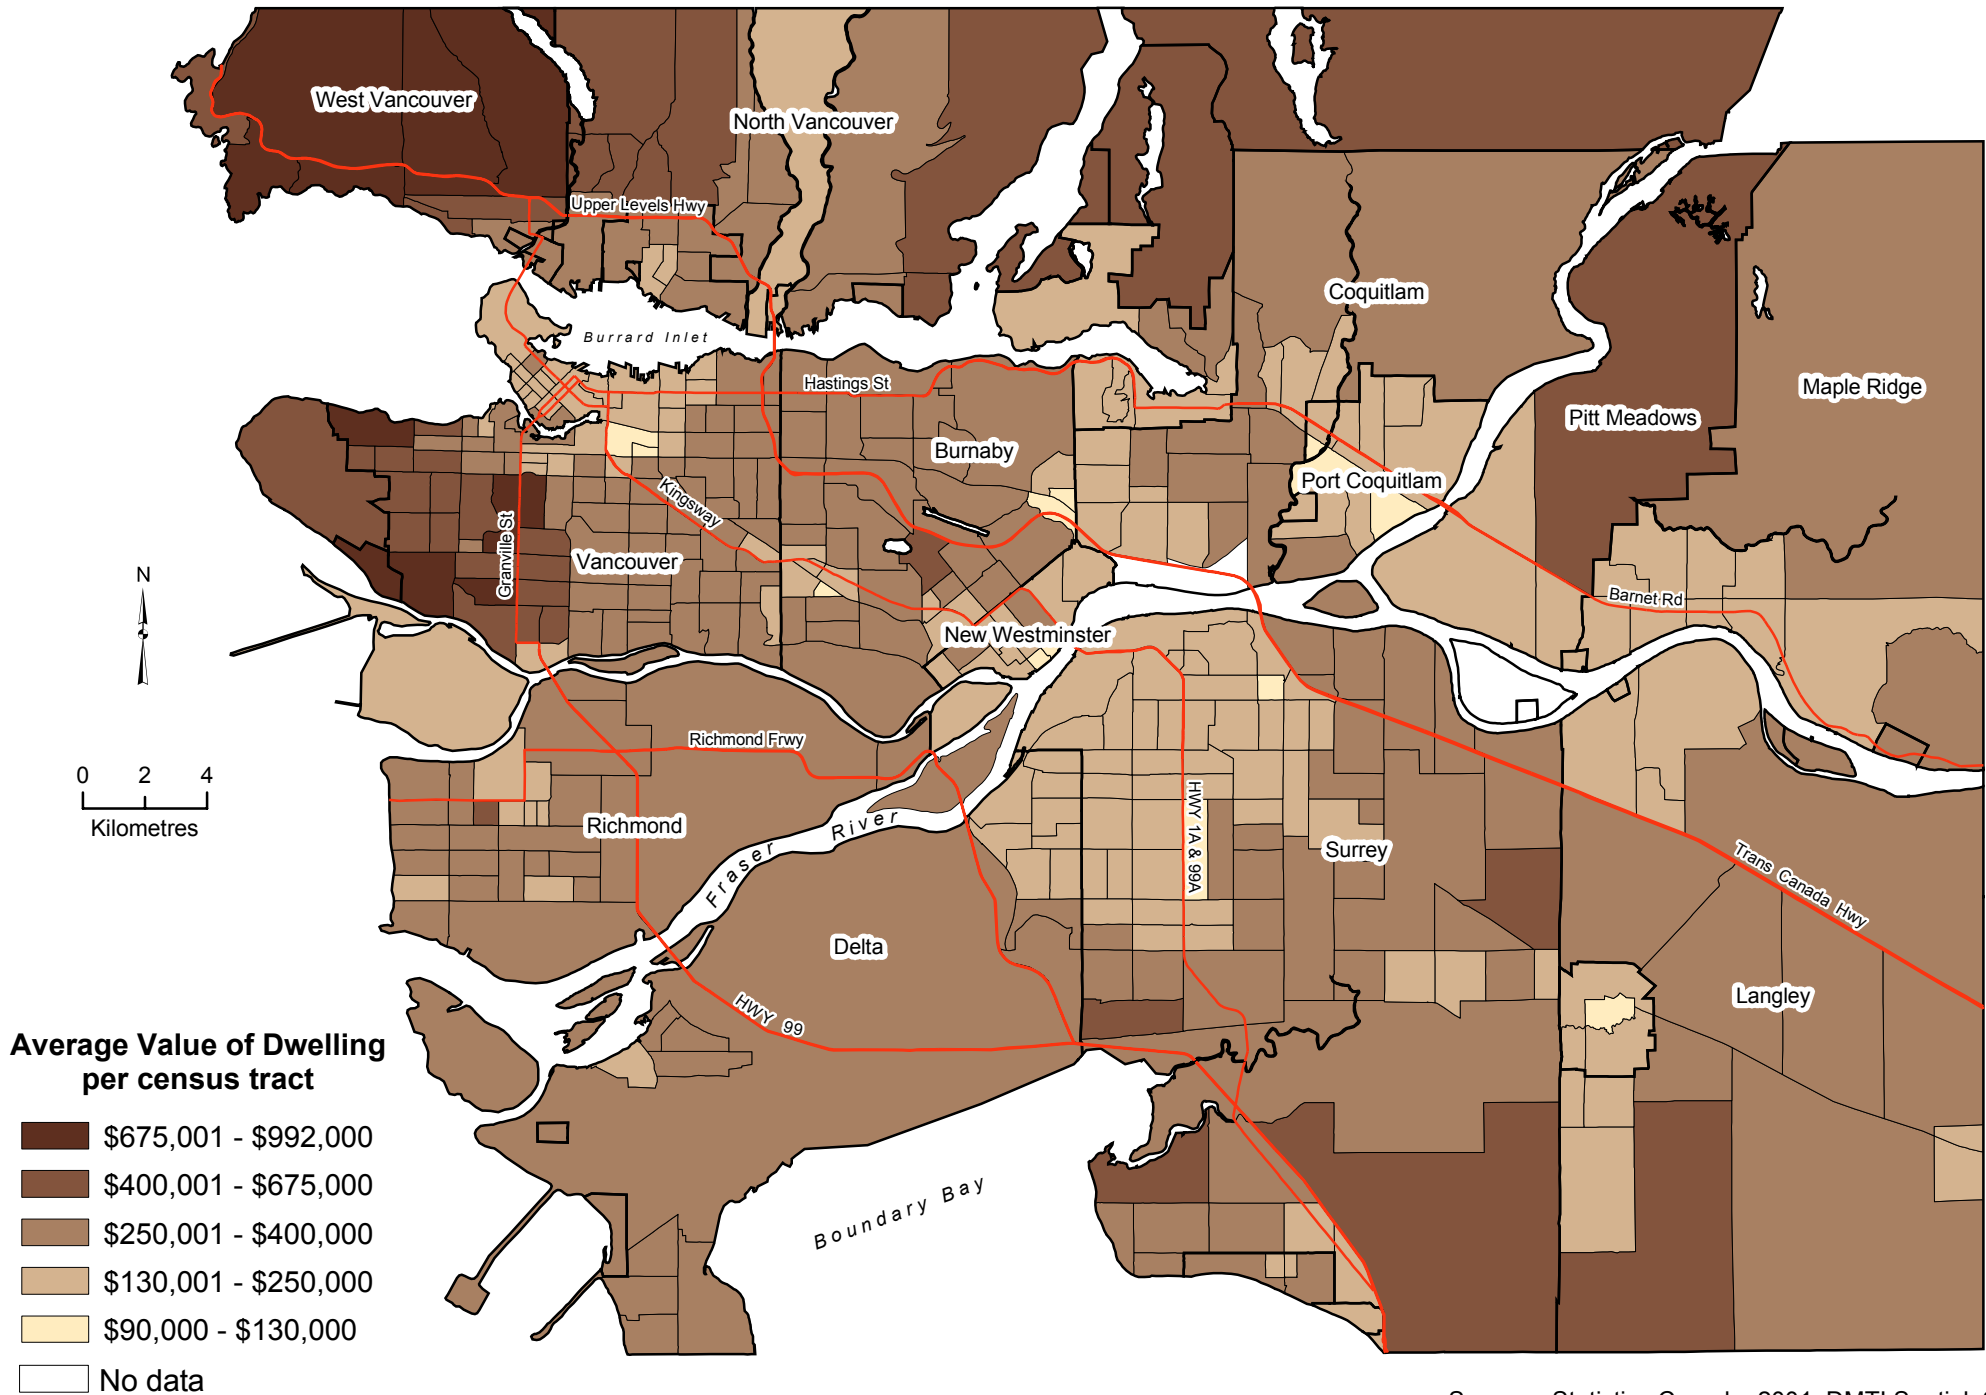 West Vancouver
North Vancouver
Upper Levels Hwy
Coquitlam
Burrard Inlet
Hastings St
Maple Ridge
Pitt Meadows
Burnaby
Port Coquitlam
Kingsway
Granville St
Vancouver
N
Barnet Rd
New Westminster
Richmond Frwy
0 2 4
Kilometres
HWY 1A & 99A
Richmond
Fraser River
Surrey
Trans Canada Hwy
Delta
Langley
HWY 99
Boundary Bay
Average Value of Dwelling
per census tract
$675,001 - $992,000
$400,001 - $675,000
$250,001 - $400,000
$130,001 - $250,000
$90,000 - $130,000
No data